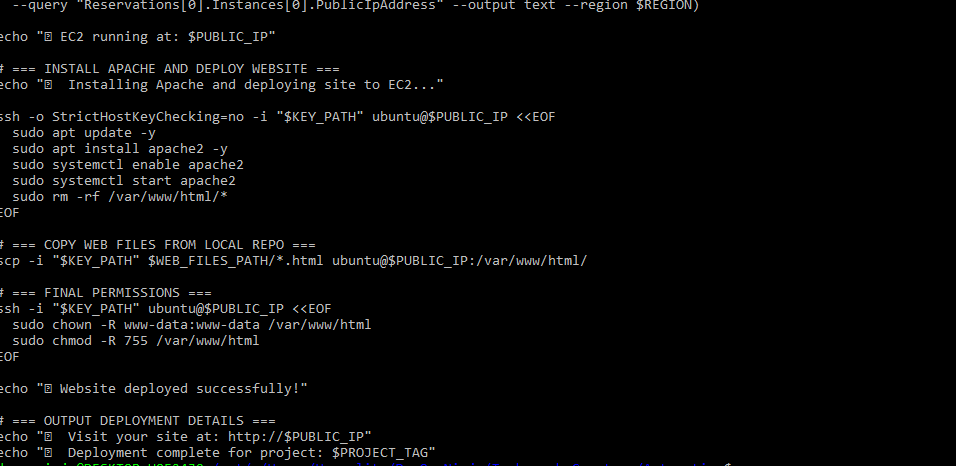 --query "Reservations[0].Instances[0].PublicIpAddress" --output text --region $REGION)
echo " EC2 running at: $PUBLIC_IP"
# === INSTALL APACHE AND DEPLOY WEBSITE ===
echo "  Installing Apache and deploying site to EC2..."
ssh -o StrictHostKeyChecking=no -i "$KEY_PATH" ubuntu@$PUBLIC_IP <<EOF
sudo apt update -y
sudo apt install apache2 -y
sudo systemctl enable apache2
sudo systemctl start apache2
sudo rm -rf /var/www/html/*
EOF
# === COPY WEB FILES FROM LOCAL REPO ===
scp -i "$KEY_PATH" $WEB_FILES_PATH/*.html ubuntu@$PUBLIC_IP:/var/www/html/
# === FINAL PERMISSIONS ===
ssh -i "$KEY_PATH" ubuntu@$PUBLIC_IP <<EOF
sudo chown -R www-data:www-data /var/www/html
sudo chmod -R 755 /var/www/html
EOF
echo " Website deployed successfully!"
# === OUTPUT DEPLOYMENT DETAILS ===
echo "  Visit your site at: http://$PUBLIC_IP"
echo "  Deployment complete for project: $PROJECT_TAG"